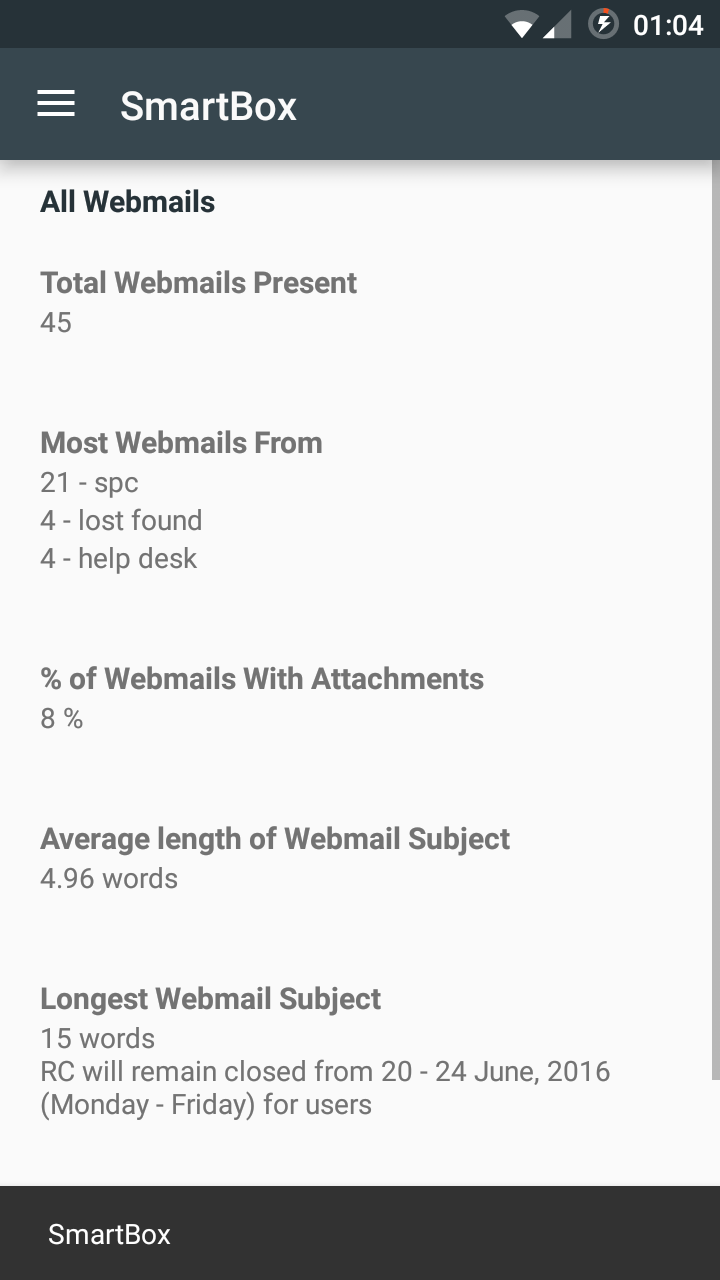 01:04
SmartBox
All Webmails
Total Webmails Present
45
Most Webmails From
21 - spc
4 - lost found
4 - help desk
% of Webmails With Attachments
8 %
Average length of Webmail Subject
4.96 words
Longest Webmail Subject
15 words
RC will remain closed from 20 - 24 June, 2016
(Monday - Friday) for users
SmartBox